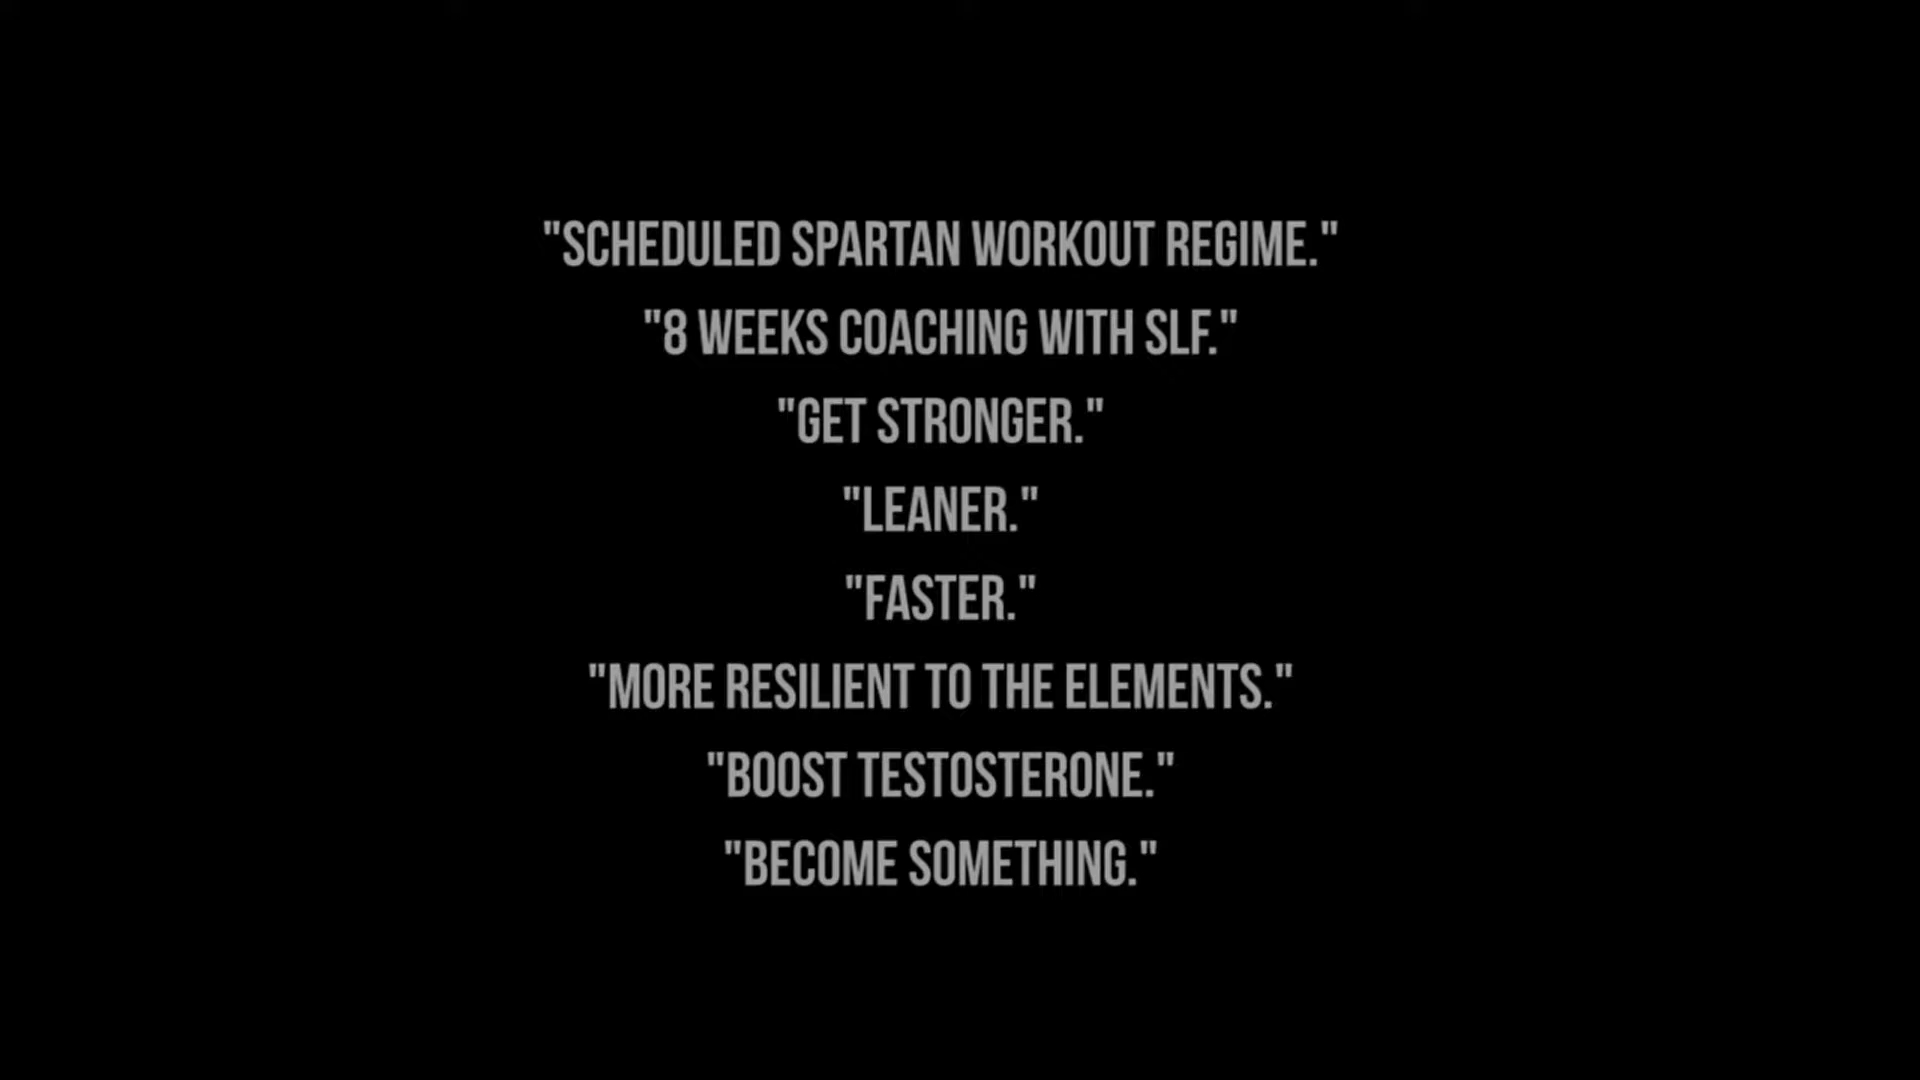 "SCHEDULED SPARTAN WORKOUT REGIME."
"8 WEEKS COACHING WITH SLF."
"GET STRONGER."
"LEANER."
"FASTER."
"MORE RESILIENT TO THE ELEMENTS."
"BOOST TESTOSTERONE."
"BECOME SOMETHING."